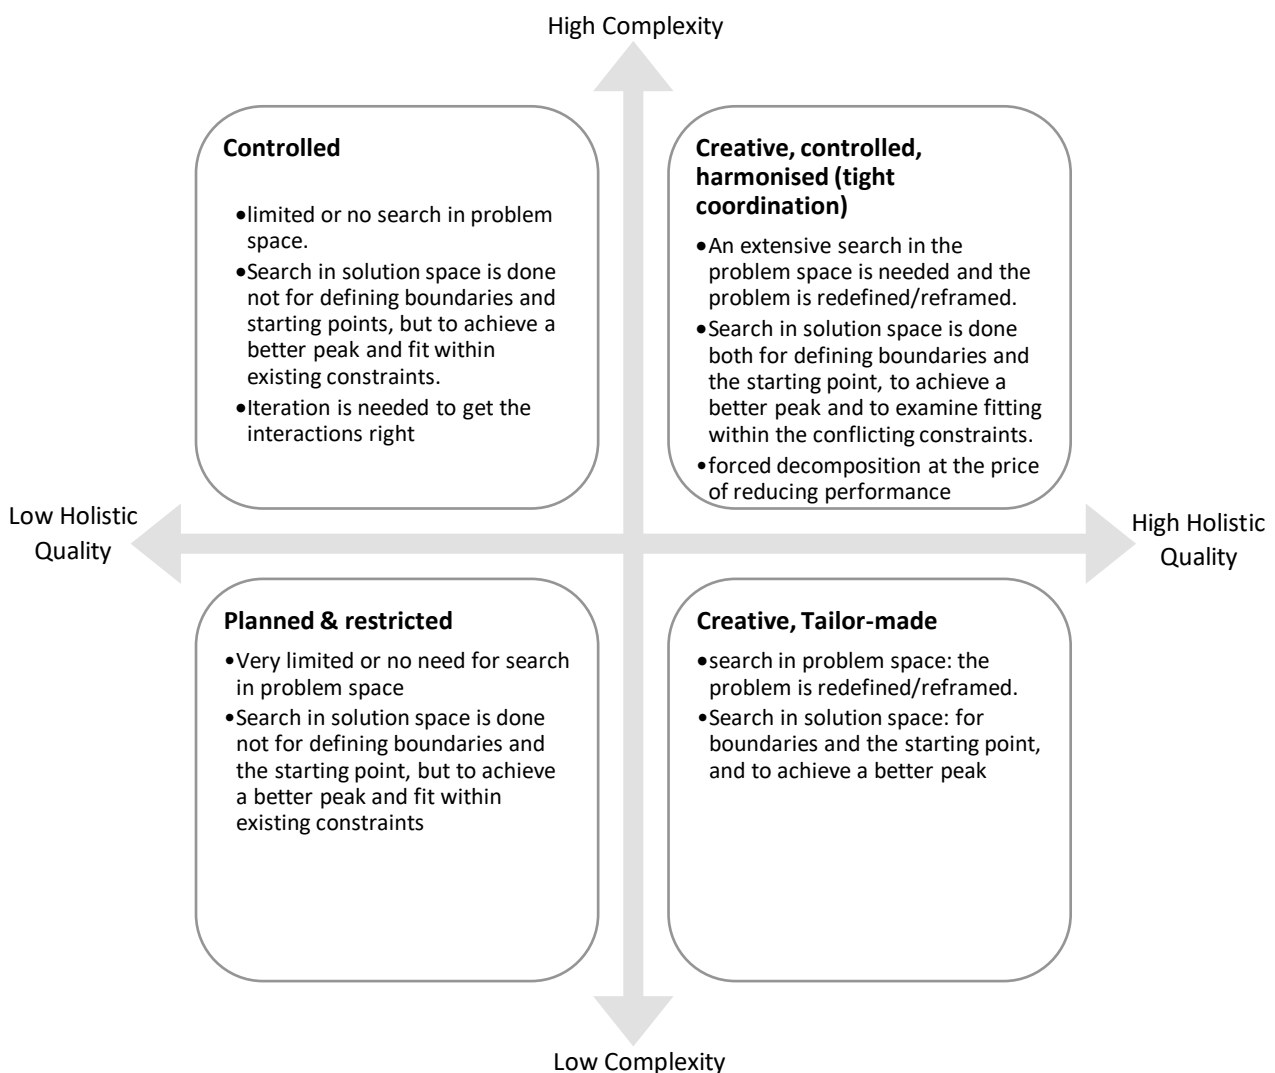 High Complexity
Controlled
•limited or no search in problem
space.
•Search in solution space is done
not for defining boundaries and
starting points, but to achieve a
better peak and fit within
existing constraints.
•Iteration is needed to get the
interactions right
Creative, controlled,
harmonised (tight
coordination)
•An extensive search in the
problem space is needed and the
problem is redefined/reframed.
•Search in solution space is done
both for defining boundaries and
the starting point, to achieve a
better peak and to examine fitting
within the conflicting constraints.
•forced decomposition at the price
of reducing performance
Low Holistic
Quality
High Holistic
Quality
Planned & restricted
•Very limited or no need for search
in problem space
•Search in solution space is done
not for defining boundaries and
the starting point, but to achieve
a better peak and fit within
existing constraints
Creative, Tailor-made
•search in problem space: the
problem is redefined/reframed.
•Search in solution space: for
boundaries and the starting point,
and to achieve a better peak
Low Complexity